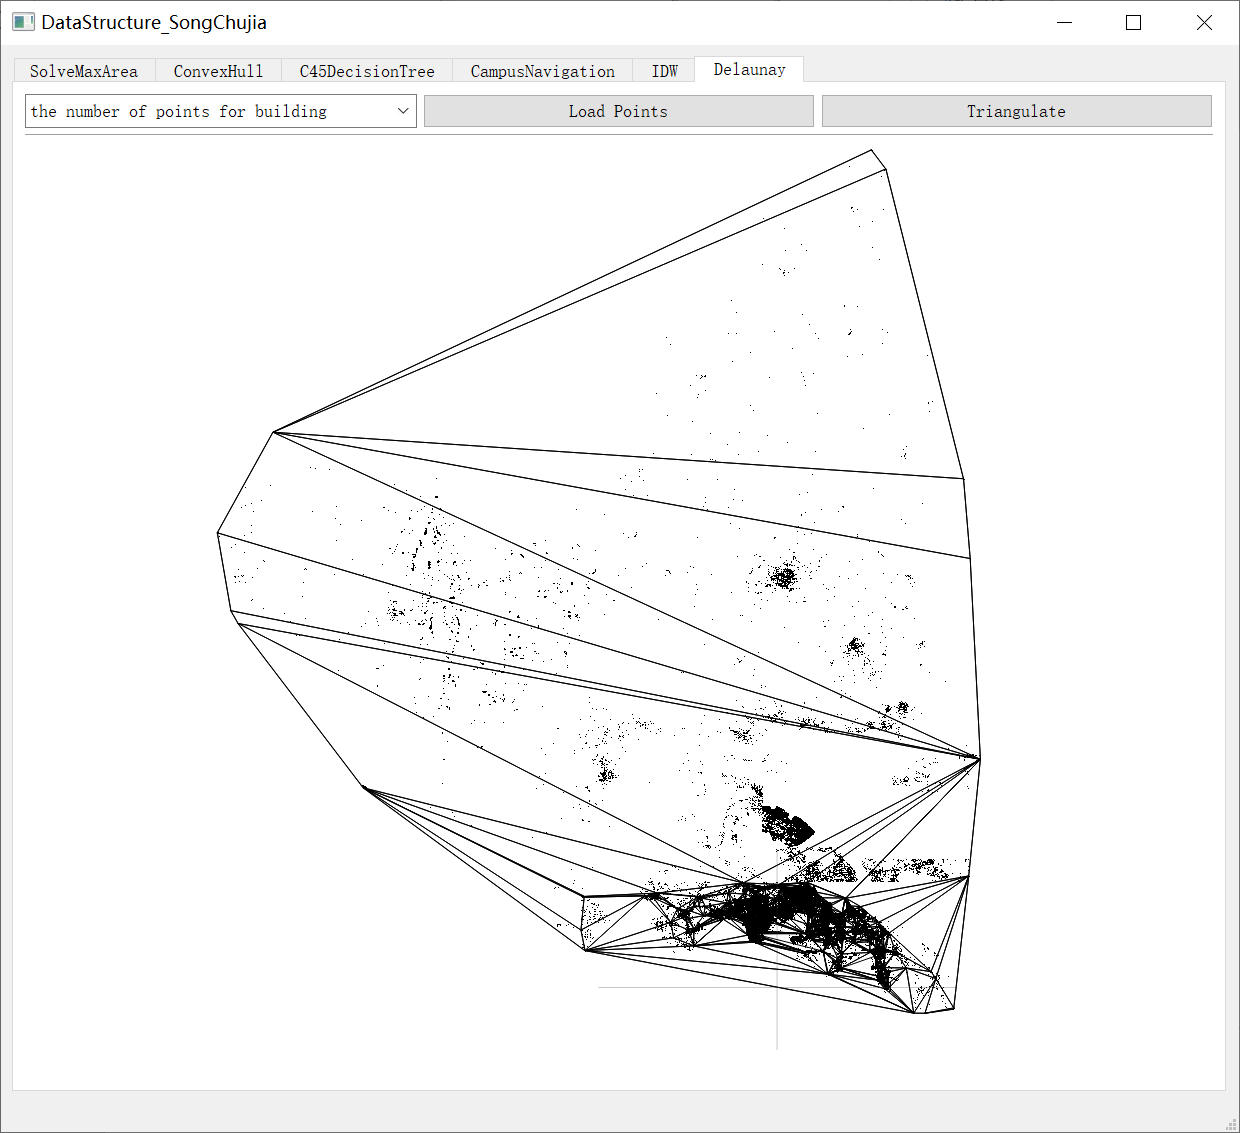 DataStructure_SongChujia
SolveMaxArea ConvexHull C45DecisionTree CampusNavigation IDW Delaunay
the number of points for building Load Points Triangulate